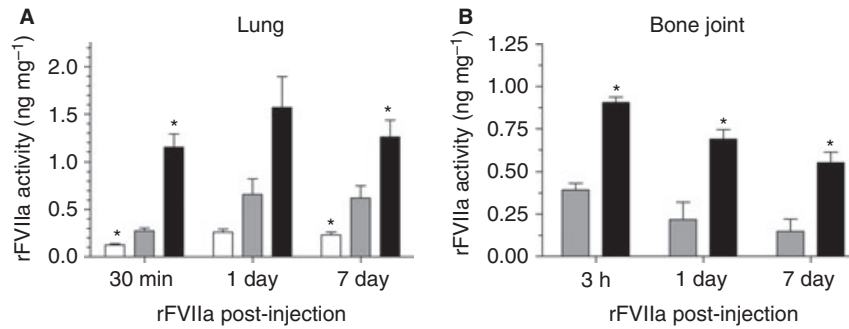 A
Lung
rFVIIa activity (ng mg⁻¹)
2.0
1.5
1.0
0.5
0.0
*
*
*
*
30 min
1 day
7 day
rFVIIa post-injection
B
Bone joint
rFVIIa activity (ng mg⁻¹)
1.25
1.00
0.75
0.50
0.25
0.00
*
*
*
3 h
1 day
7 day
rFVIIa post-injection